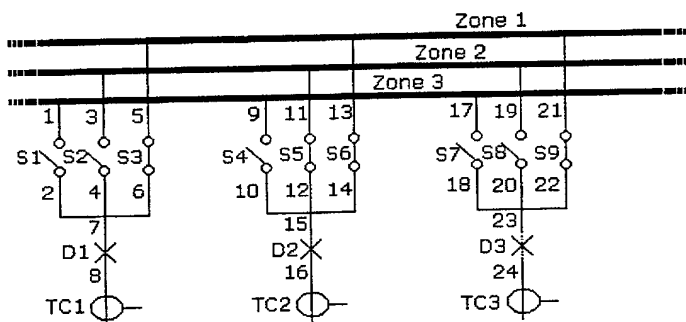 Zone 1
Zone 2
Zone 3
1 3 5 9 11 13 17 19 21
S1 S2 S3 S4 S5 S6 S7 S8 S9
2 4 6 10 12 14 18 20 22
7 15 23
D1 D2 D3
8 16 24
TC1 TC2 TC3